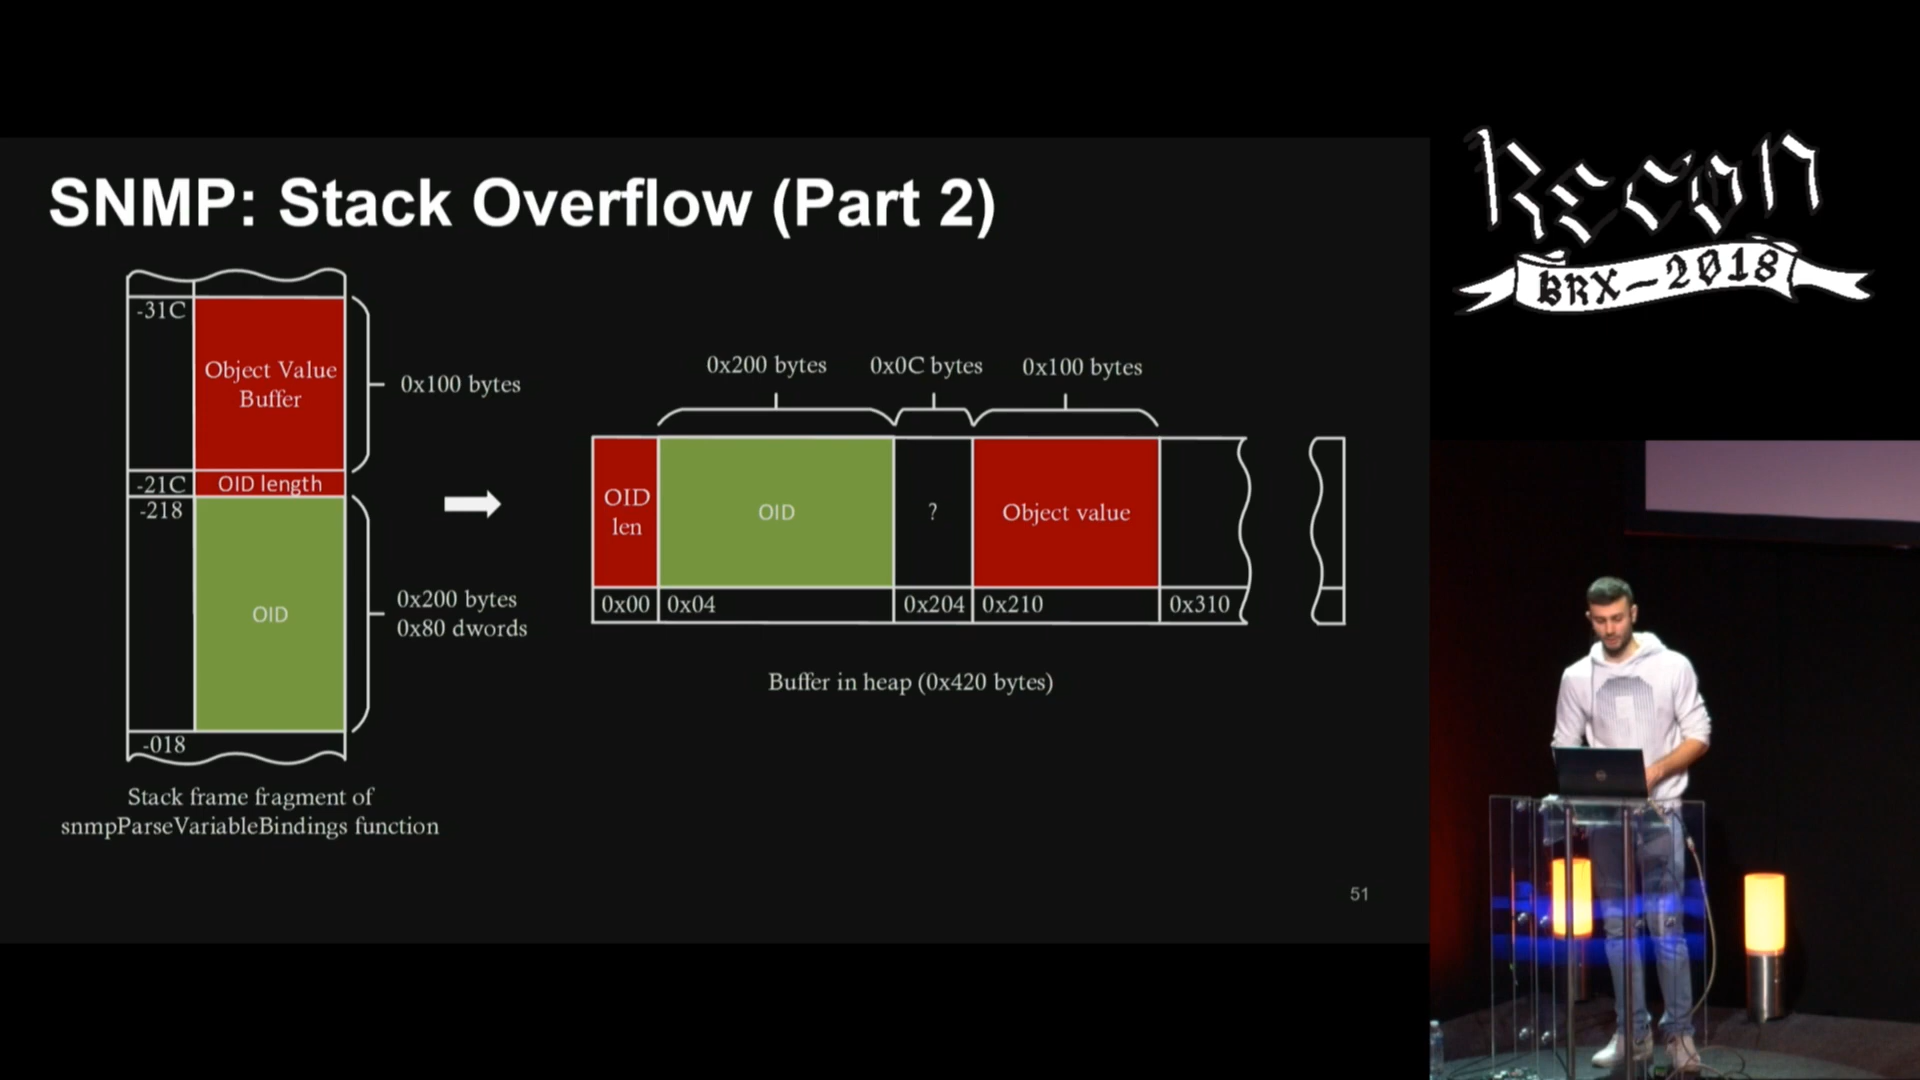 SNMP: Stack Overflow (Part 2)
-31C
Object Value
Buffer
0x100 bytes
-21C
OID length
-218
OID
0x200 bytes
0x80 dwords
-018
Stack frame fragment of
snmpParseVariableBindings function
0x200 bytes
0x0C bytes
0x100 bytes
OID
len
OID
?
Object value
0x00
0x04
0x204
0x210
0x310
Buffer in heap (0x420 bytes)
51
Recon
BRX-2018